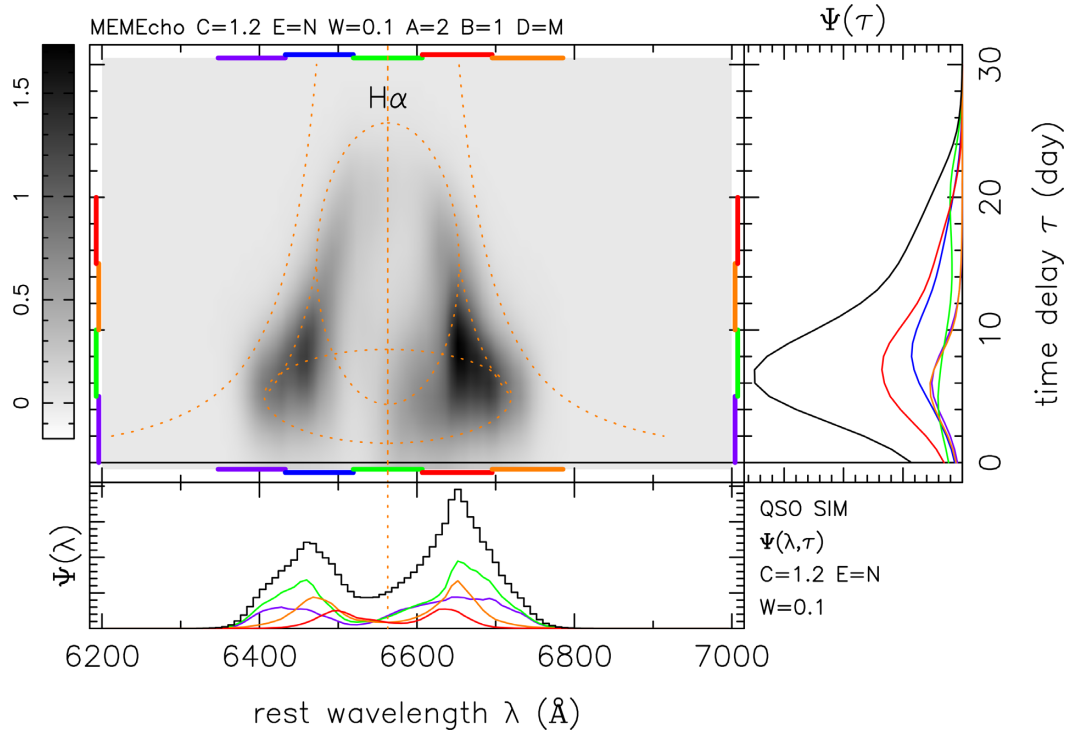 MEMEcho C=1.2 E=N W=0.1 A=2 B=1 D=M
Ψ(τ)
1.5
1
0.5
0
Hα
30
20
10
0
time delay τ (day)
Ψ(λ)
QSO SIM
Ψ(λ,τ)
C=1.2 E=N
W=0.1
6200 6400 6600 6800 7000
rest wavelength λ (Å)